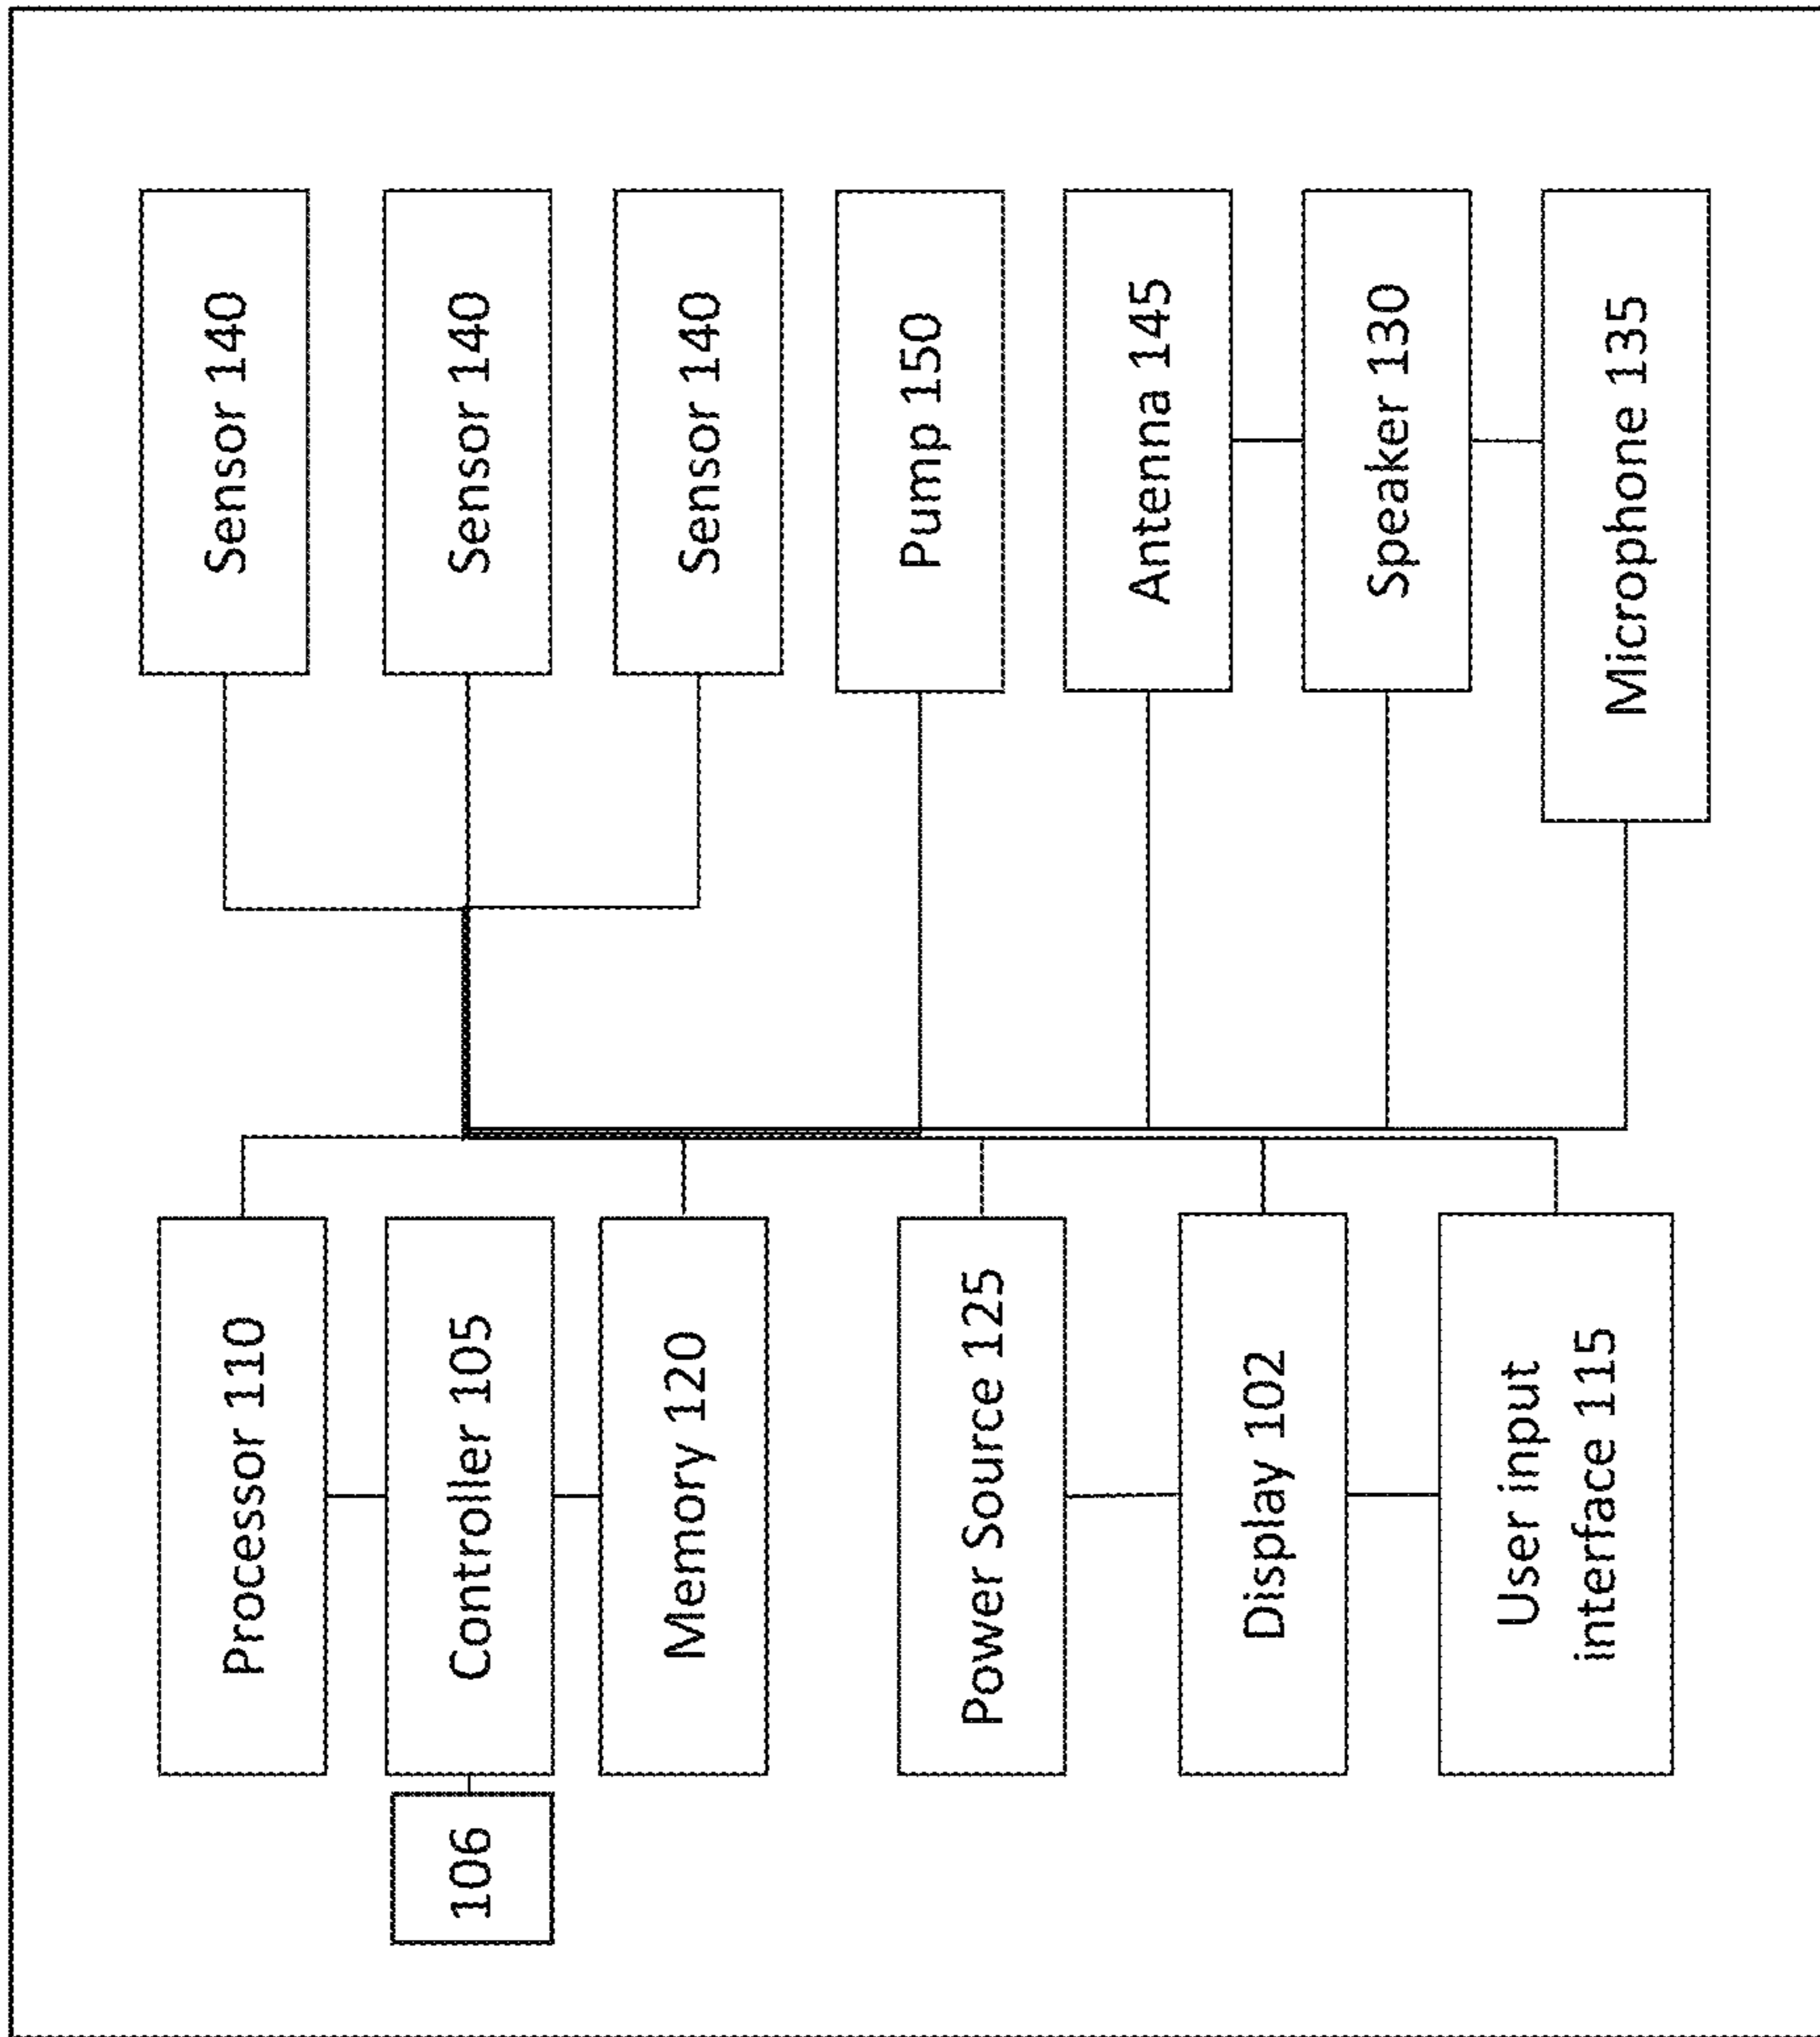 106
Processor 110
Controller 105
Memory 120
Power Source 125
Display 102
User input
interface 115
Sensor 140
Sensor 140
Sensor 140
Pump 150
Antenna 145
Speaker 130
Microphone 135